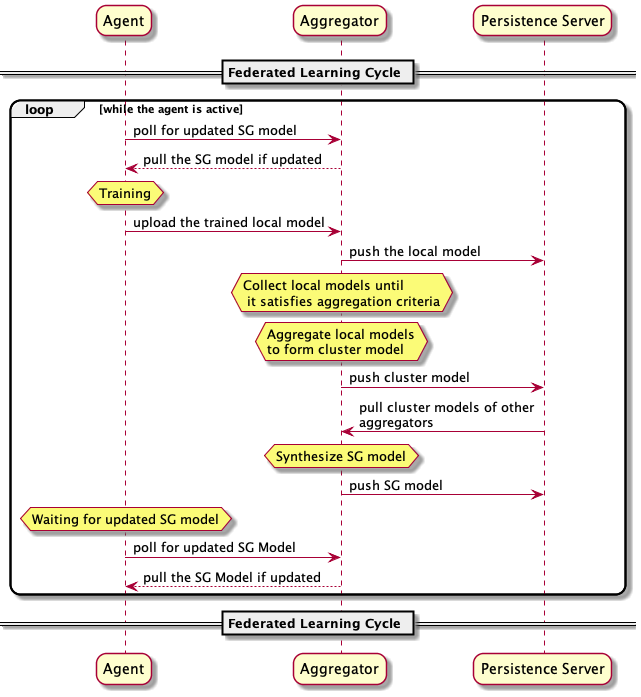 Agent
Aggregator
Persistence Server
Federated Learning Cycle
loop
[while the agent is active]
poll for updated SG model
pull the SG model if updated
Training
upload the trained local model
push the local model
Collect local models until
it satisfies aggregation criteria
Aggregate local models
to form cluster model
push cluster model
pull cluster models of other
aggregators
Synthesize SG model
push SG model
Waiting for updated SG model
poll for updated SG Model
pull the SG Model if updated
Federated Learning Cycle
Agent
Aggregator
Persistence Server